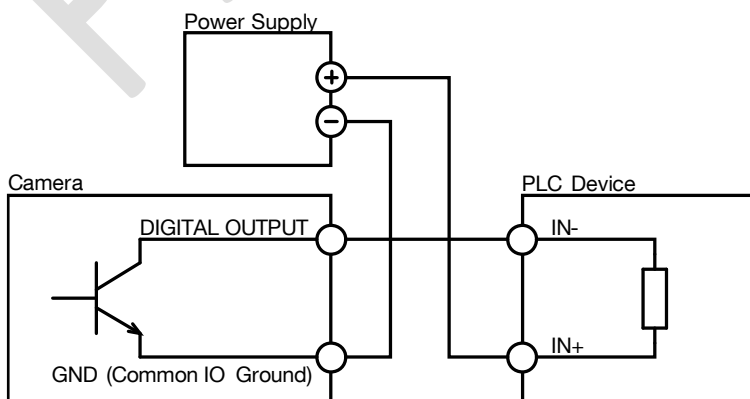 Power Supply
+
−
Camera
PLC Device
DIGITAL OUTPUT
IN-
IN+
GND (Common IO Ground)